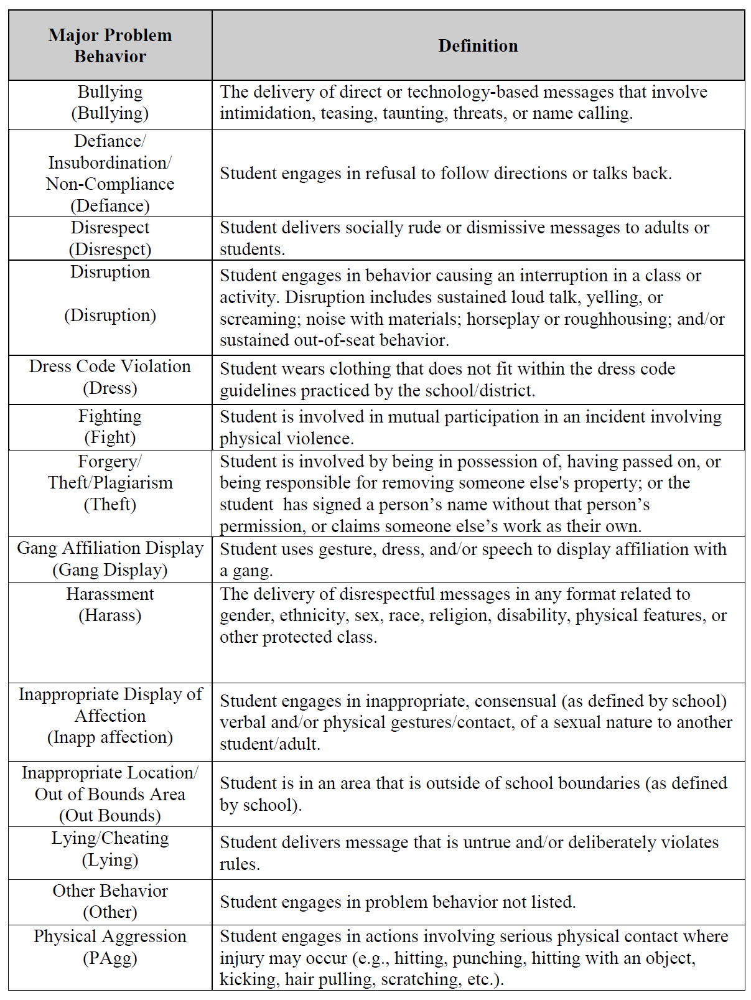 Major Problem
Behavior
Definition
Bullying
(Bullying)
The delivery of direct or technology-based messages that involve
intimidation, teasing, taunting, threats, or name calling.
Defiance/
Insubordination/
Non-Compliance
(Defiance)
Student engages in refusal to follow directions or talks back.
Disrespect
(Disrespct)
Student delivers socially rude or dismissive messages to adults or
students.
Disruption
(Disruption)
Student engages in behavior causing an interruption in a class or
activity. Disruption includes sustained loud talk, yelling, or
screaming; noise with materials; horseplay or roughhousing; and/or
sustained out-of-seat behavior.
Dress Code Violation
(Dress)
Student wears clothing that does not fit within the dress code
guidelines practiced by the school/district.
Fighting
(Fight)
Student is involved in mutual participation in an incident involving
physical violence.
Forgery/
Theft/Plagiarism
(Theft)
Student is involved by being in possession of, having passed on, or
being responsible for removing someone else's property; or the
student  has signed a person’s name without that person’s
permission, or claims someone else’s work as their own.
Gang Affiliation Display
(Gang Display)
Student uses gesture, dress, and/or speech to display affiliation with
a gang.
Harassment
(Harass)
The delivery of disrespectful messages in any format related to
gender, ethnicity, sex, race, religion, disability, physical features, or
other protected class.
Inappropriate Display of
Affection
(Inapp affection)
Student engages in inappropriate, consensual (as defined by school)
verbal and/or physical gestures/contact, of a sexual nature to another
student/adult.
Inappropriate Location/
Out of Bounds Area
(Out Bounds)
Student is in an area that is outside of school boundaries (as defined
by school).
Lying/Cheating
(Lying)
Student delivers message that is untrue and/or deliberately violates
rules.
Other Behavior
(Other)
Student engages in problem behavior not listed.
Physical Aggression
(PAgg)
Student engages in actions involving serious physical contact where
injury may occur (e.g., hitting, punching, hitting with an object,
kicking, hair pulling, scratching, etc.).